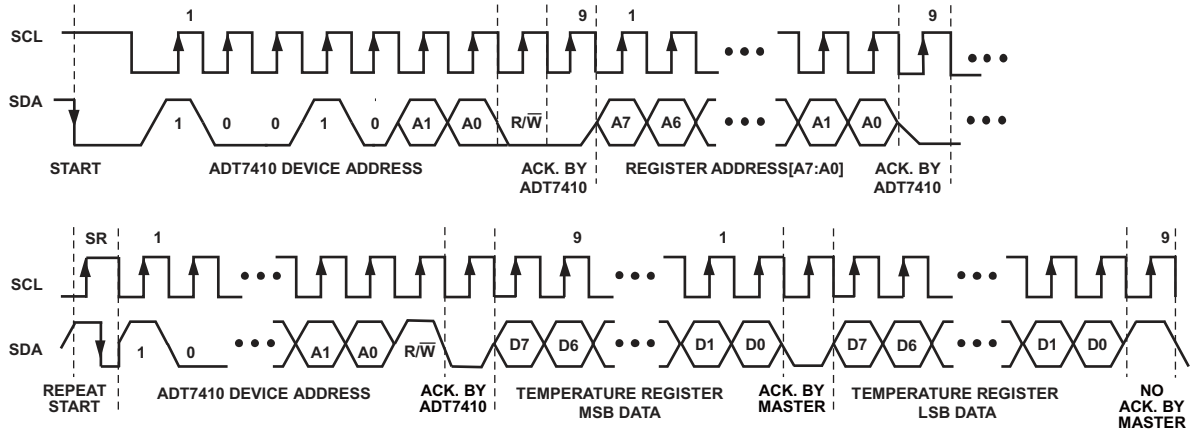 1 9 1 9
SCL
SDA
1 0 0 1 0 A1 A0 R/W A7 A6 A1 A0
START ADT7410 DEVICE ADDRESS ACK. BY ADT7410 REGISTER ADDRESS[A7:A0] ACK. BY ADT7410
SR 1 9 1 9
SCL
SDA
1 0 A1 A0 R/W D7 D6 D1 D0 D7 D6 D1 D0
REPEAT START ADT7410 DEVICE ADDRESS ACK. BY ADT7410 TEMPERATURE REGISTER MSB DATA ACK. BY MASTER TEMPERATURE REGISTER LSB DATA NO ACK. BY MASTER